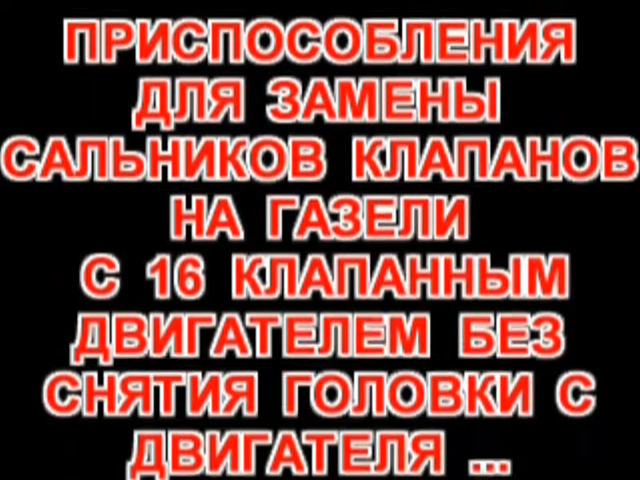 ПРИСПОСОБЛЕНИЯ
ДЛЯ ЗАМЕНЫ
САЛЬНИКОВ КЛАПАНОВ
НА ГАЗЕЛИ
С 16 КЛАПАННЫМ
ДВИГАТЕЛЕМ БЕЗ
СНЯТИЯ ГОЛОВКИ С
ДВИГАТЕЛЯ ...